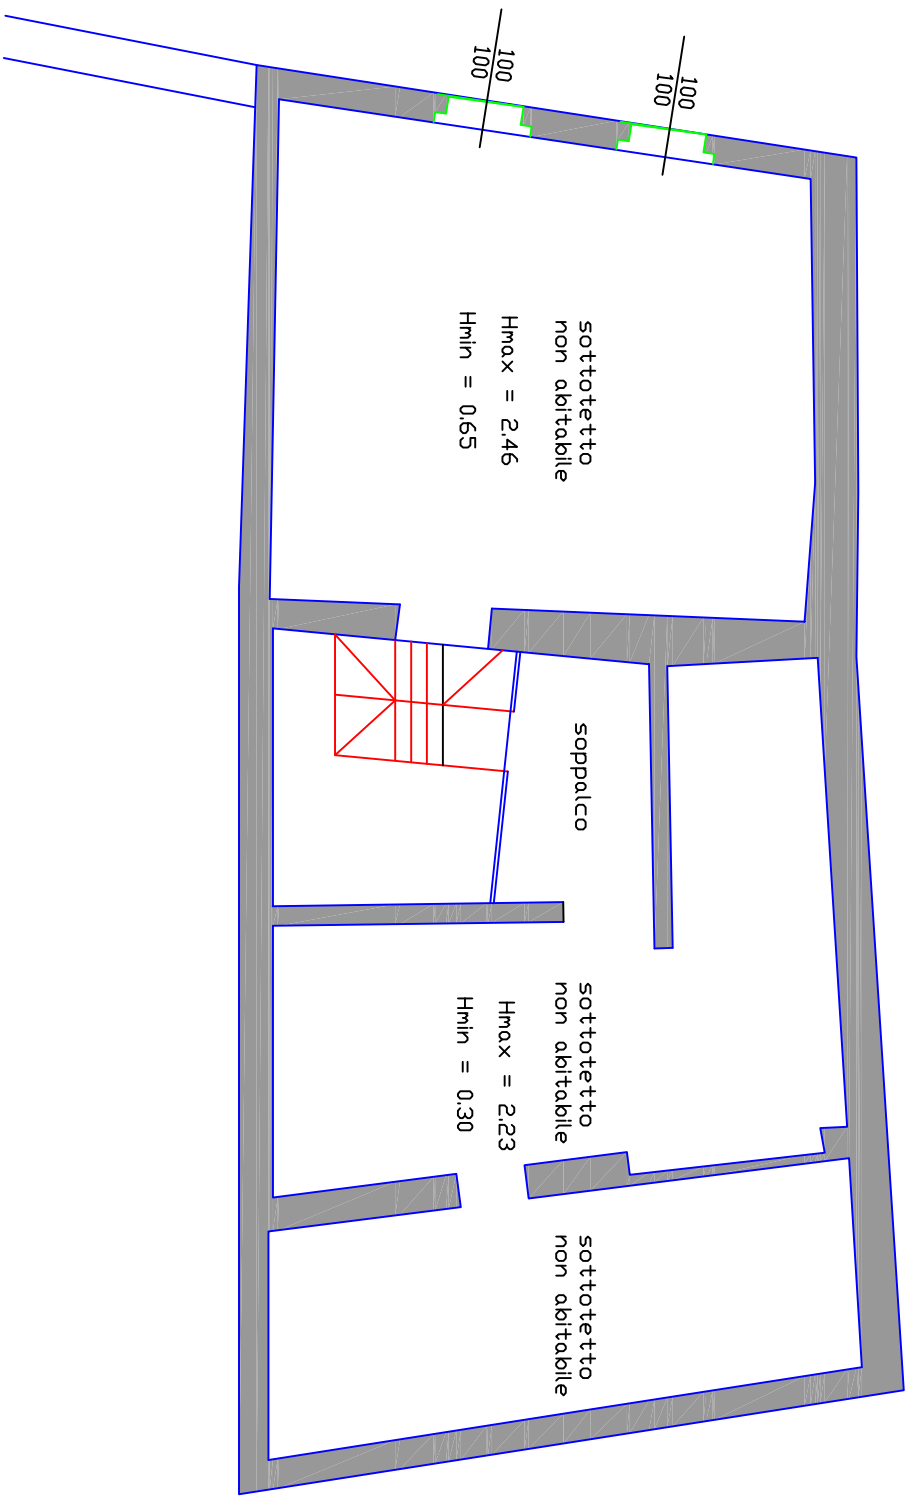 100
100
100
100
sottotetto
non abitabile
Hmax = 2.46
Hmin = 0.65
soppalco
sottotetto
non abitabile
Hmax = 2.23
Hmin = 0.30
sottotetto
non abitabile